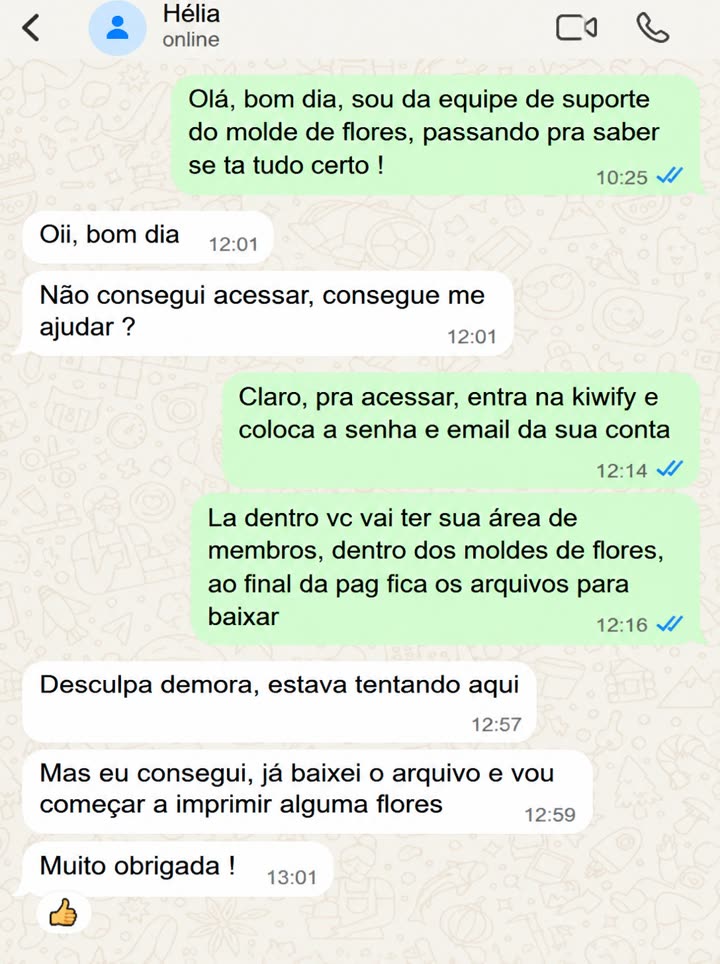 Hélia
online
Olá, bom dia, sou da equipe de suporte
do molde de flores, passando pra saber
se ta tudo certo !
10:25
Oii, bom dia
12:01
Não consegui acessar, consegue me
ajudar ?
12:01
Claro, pra acessar, entra na kiwify e
coloca a senha e email da sua conta
12:14
La dentro vc vai ter sua área de
membros, dentro dos moldes de flores,
ao final da pag fica os arquivos para
baixar
12:16
Desculpa demora, estava tentando aqui
12:57
Mas eu consegui, já baixei o arquivo e vou
começar a imprimir alguma flores
12:59
Muito obrigada !
13:01